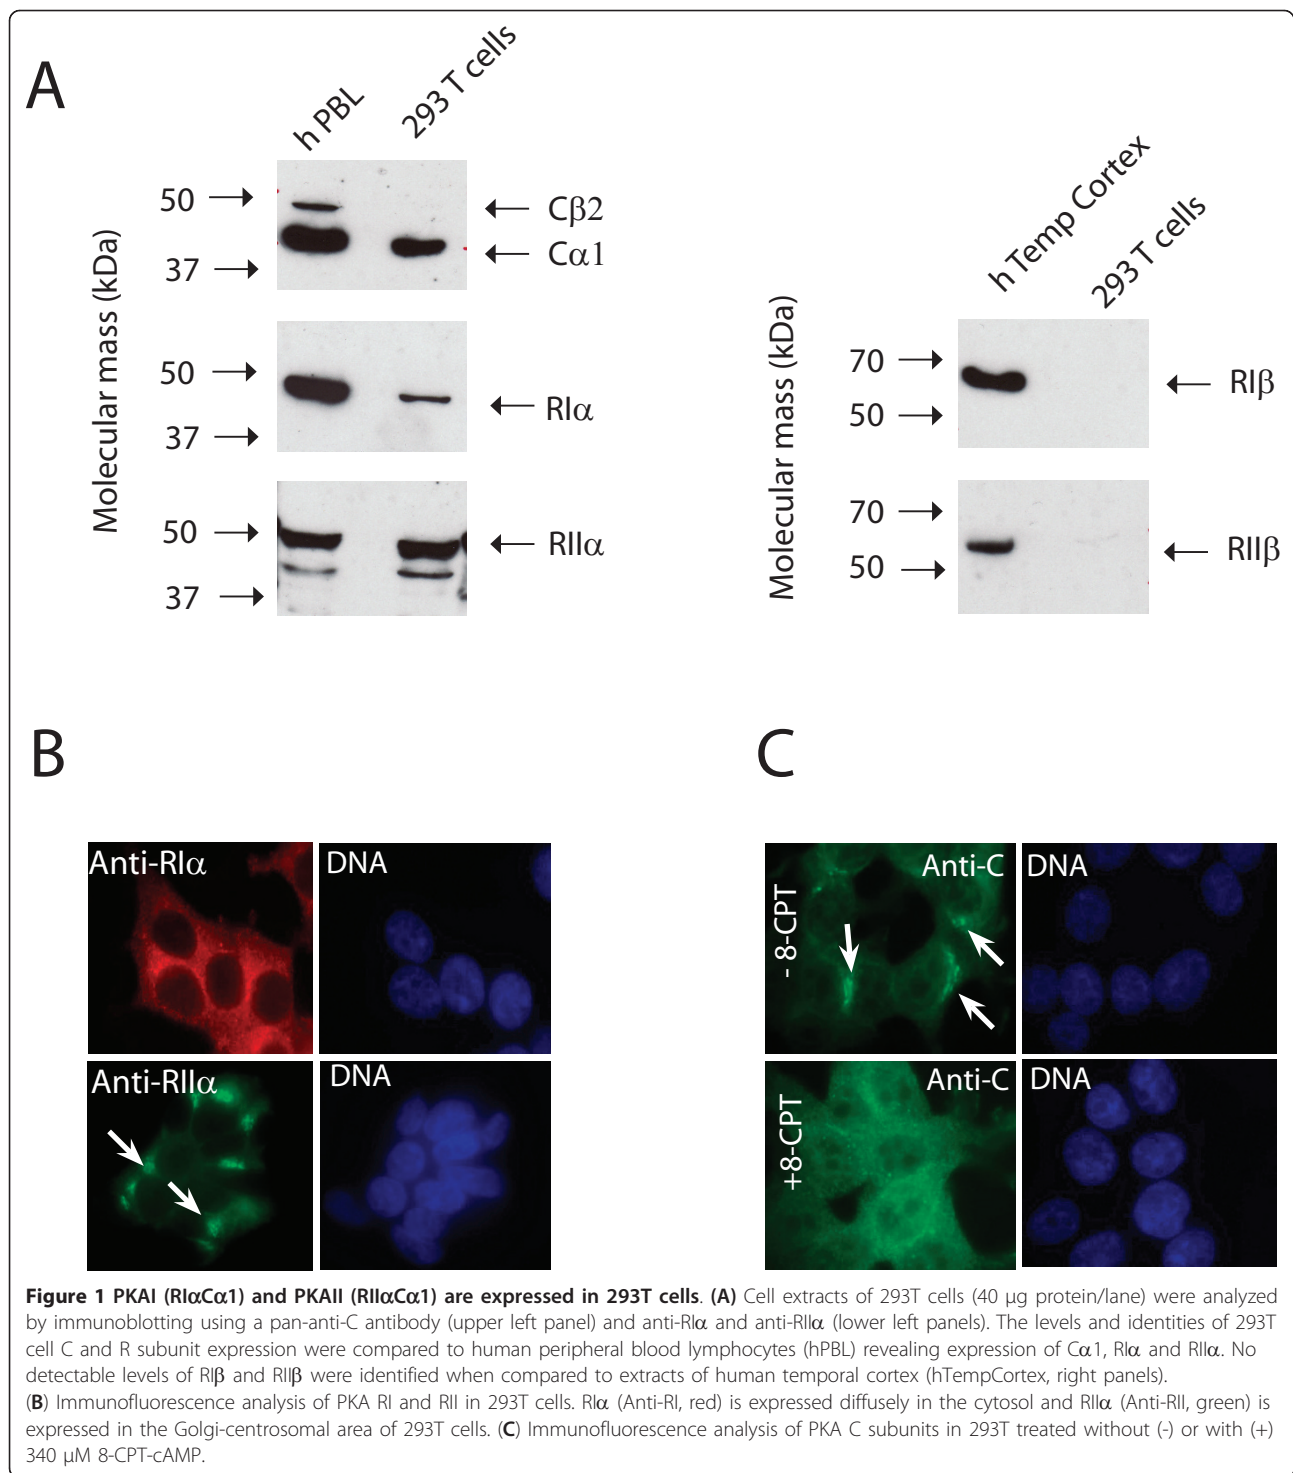 A
h PBL
293 T cells
Molecular mass (kDa)
50
37
Cβ2
Cα1
50
37
RIα
50
37
RIIα
h Temp Cortex
293 T cells
Molecular mass (kDa)
70
50
RIβ
70
50
RIIβ
B
Anti-RIα
DNA
Anti-RIIα
DNA
C
- 8-CPT
Anti-C
DNA
+8-CPT
Anti-C
DNA
Figure 1 PKAI (RIαCα1) and PKAII (RIIαCα1) are expressed in 293T cells. (A) Cell extracts of 293T cells (40 μg protein/lane) were analyzed
by immunoblotting using a pan-anti-C antibody (upper left panel) and anti-RIα and anti-RIIα (lower left panels). The levels and identities of 293T
cell C and R subunit expression were compared to human peripheral blood lymphocytes (hPBL) revealing expression of Cα1, RIα and RIIα. No
detectable levels of RIβ and RIIβ were identified when compared to extracts of human temporal cortex (hTempCortex, right panels).
(B) Immunofluorescence analysis of PKA RI and RII in 293T cells. RIα (Anti-RI, red) is expressed diffusely in the cytosol and RIIα (Anti-RII, green) is
expressed in the Golgi-centrosomal area of 293T cells. (C) Immunofluorescence analysis of PKA C subunits in 293T treated without (-) or with (+)
340 μM 8-CPT-cAMP.